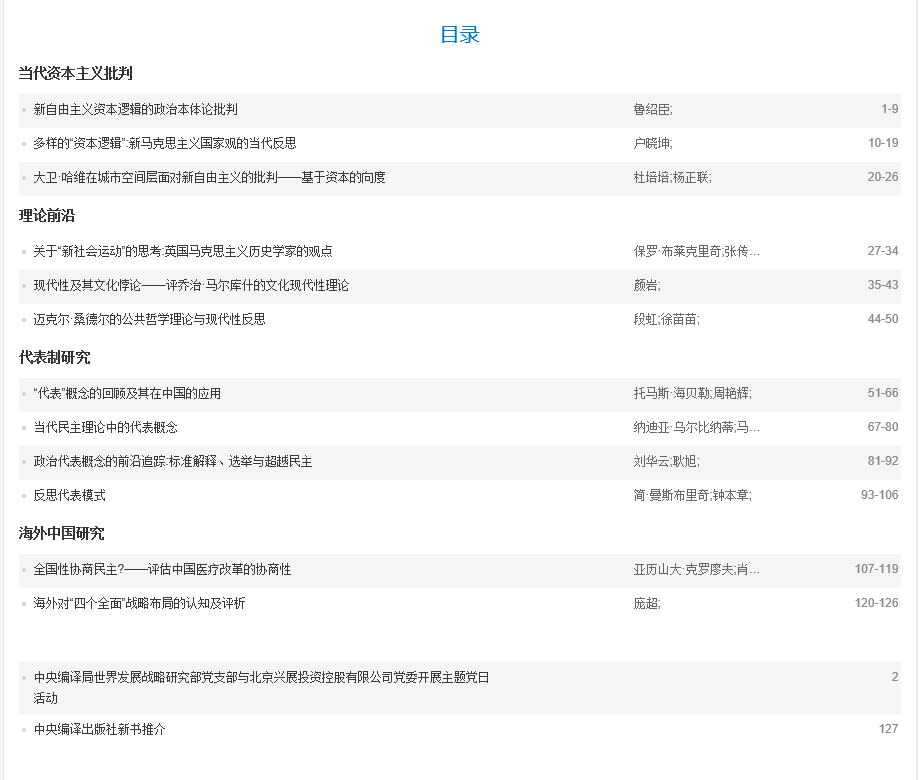 目录
当代资本主义批判
新自由主义资本逻辑的政治本体论批判 鲁绍臣; 1-9
多样的“资本逻辑”:新马克思主义国家观的当代反思 户晓坤; 10-19
大卫·哈维在城市空间层面对新自由主义的批判——基于资本的向度 杜培培;杨正联; 20-26
理论前沿
关于“新社会运动”的思考:英国马克思主义历史学家的观点 保罗·布莱克里奇;张传... 27-34
现代性及其文化悖论——评乔治·马尔库什的文化现代性理论 颜岩; 35-43
迈克尔·桑德尔的公共哲学理论与现代性反思 段虹;徐苗苗; 44-50
代表制研究
“代表”概念的回顾及其在中国的应用 托马斯·海贝勒;周艳辉; 51-66
当代民主理论中的代表概念 纳迪亚·乌尔比纳蒂;马... 67-80
政治代表概念的前沿追踪:标准解释、选举与超越民主 刘华云;耿旭; 81-92
反思代表模式 简·曼斯布里奇;钟本章; 93-106
海外中国研究
全国性协商民主?——评估中国医疗改革的协商性 亚历山大·克罗廖夫;肖... 107-119
海外对“四个全面”战略布局的认知及评析 庞超; 120-126
中央编译局世界发展战略研究部党支部与北京兴展投资控股有限公司党委开展主题党日 2
活动
中央编译出版社新书推介 127